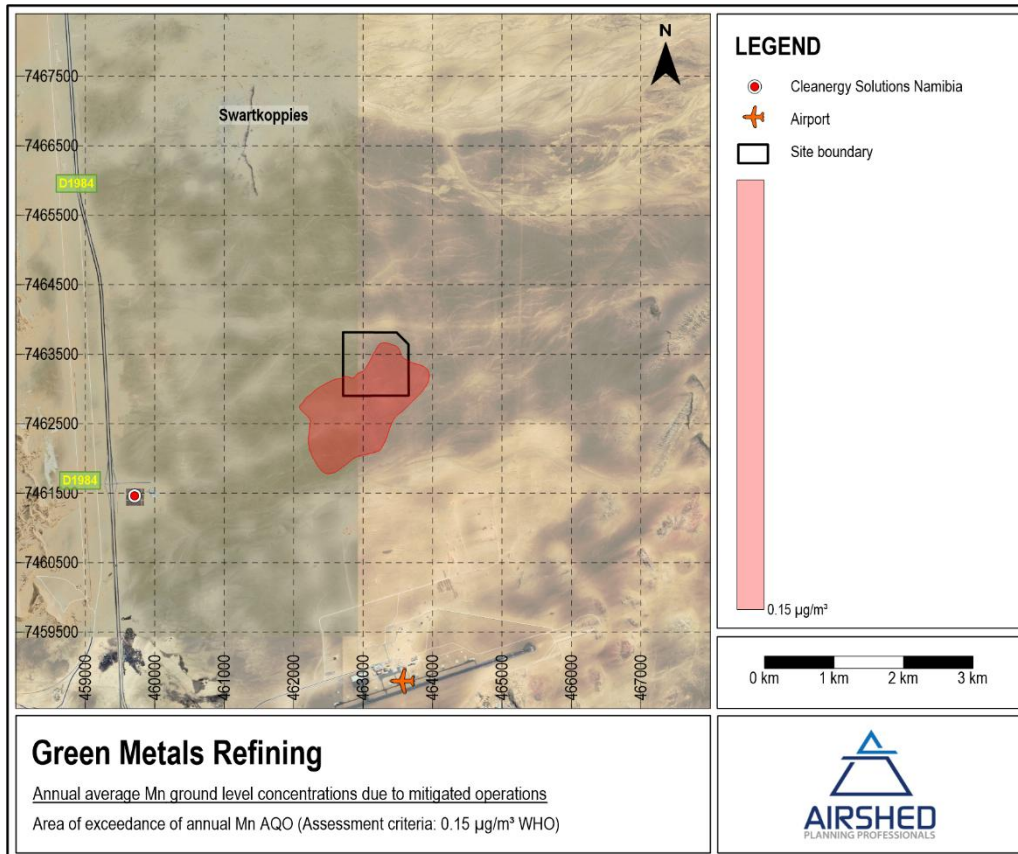 N
7467500
Swartkoppies
7466500
D1984
7465500
7464500
7463500
7462500
D1984
7461500
7460500
7459500
459000
460000
461000
462000
463000
464000
465000
466000
467000
LEGEND
Cleanergy Solutions Namibia
Airport
Site boundary
0.15 µg/m³
0 km 1 km 2 km 3 km
Green Metals Refining
Annual average Mn ground level concentrations due to mitigated operations
Area of exceedance of annual Mn AQO (Assessment criteria: 0.15 µg/m³ WHO)
AIRSHED
PLANNING PROFESSIONALS